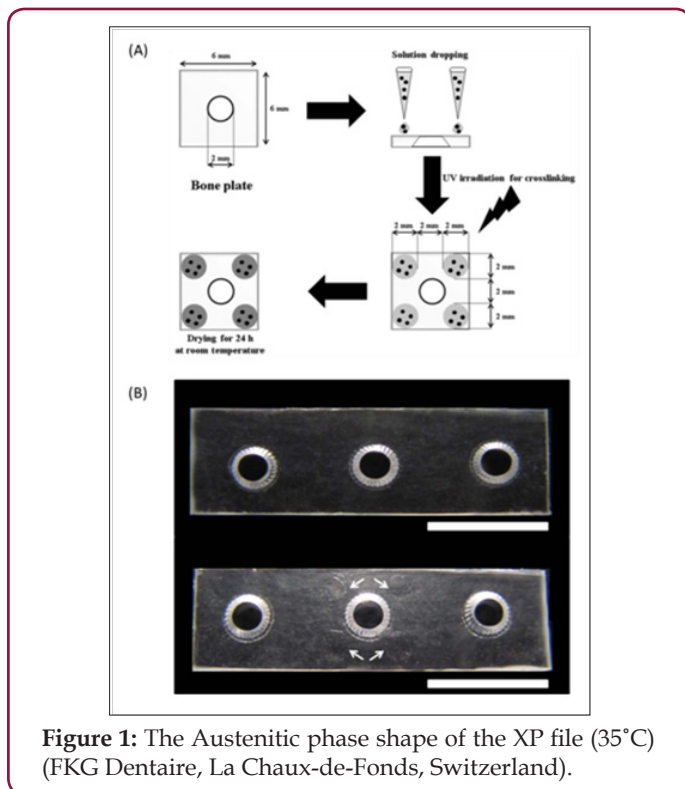 (A)
6 mm
6 mm
2 mm
Bone plate
Solution dropping
UV irradiation for crosslinking
2 mm 2 mm 2 mm
2 mm
2 mm
2 mm
Drying for 24 h
at room temperature
(B)
Figure 1: The Austenitic phase shape of the XP file (35˚C)
(FKG Dentaire, La Chaux-de-Fonds, Switzerland).